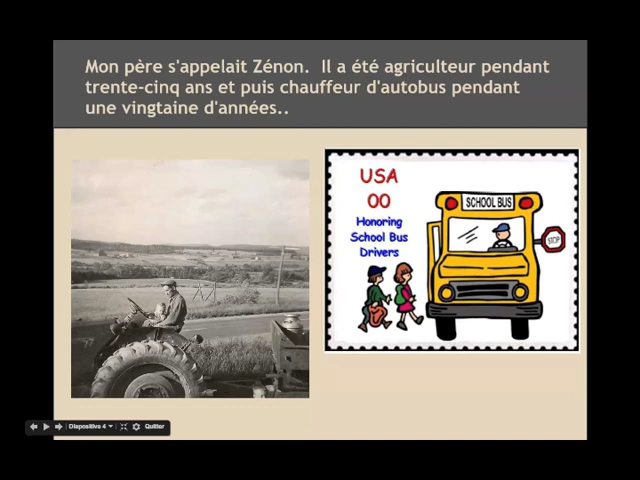 Mon père s'appelait Zénon. Il a été agriculteur pendant
trente-cinq ans et puis chauffeur d'autobus pendant
une vingtaine d'années..
USA
00
Honoring
School Bus
Drivers
SCHOOL BUS
STOP
Diapositive 4
Quitter